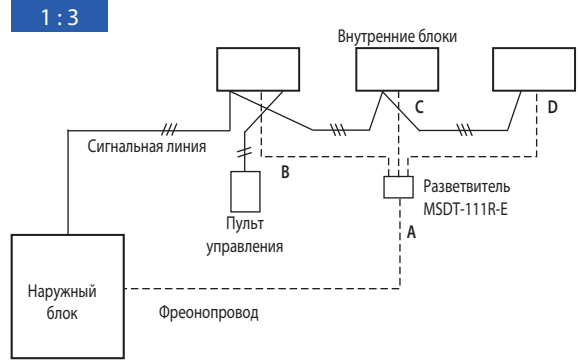 1 : 3
Внутренние блоки
C
D
Сигнальная линия
B
Разветвитель
MSDT-111R-E
Пульт
управления
A
Наружный
блок
Фреонопровод